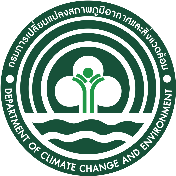 กรมการเปลี่ยนแปลงสภาพภูมิอากาศและสิ่งแวดล้อม
DEPARTMENT OF CLIMATE CHANGE AND ENVIRONMENT